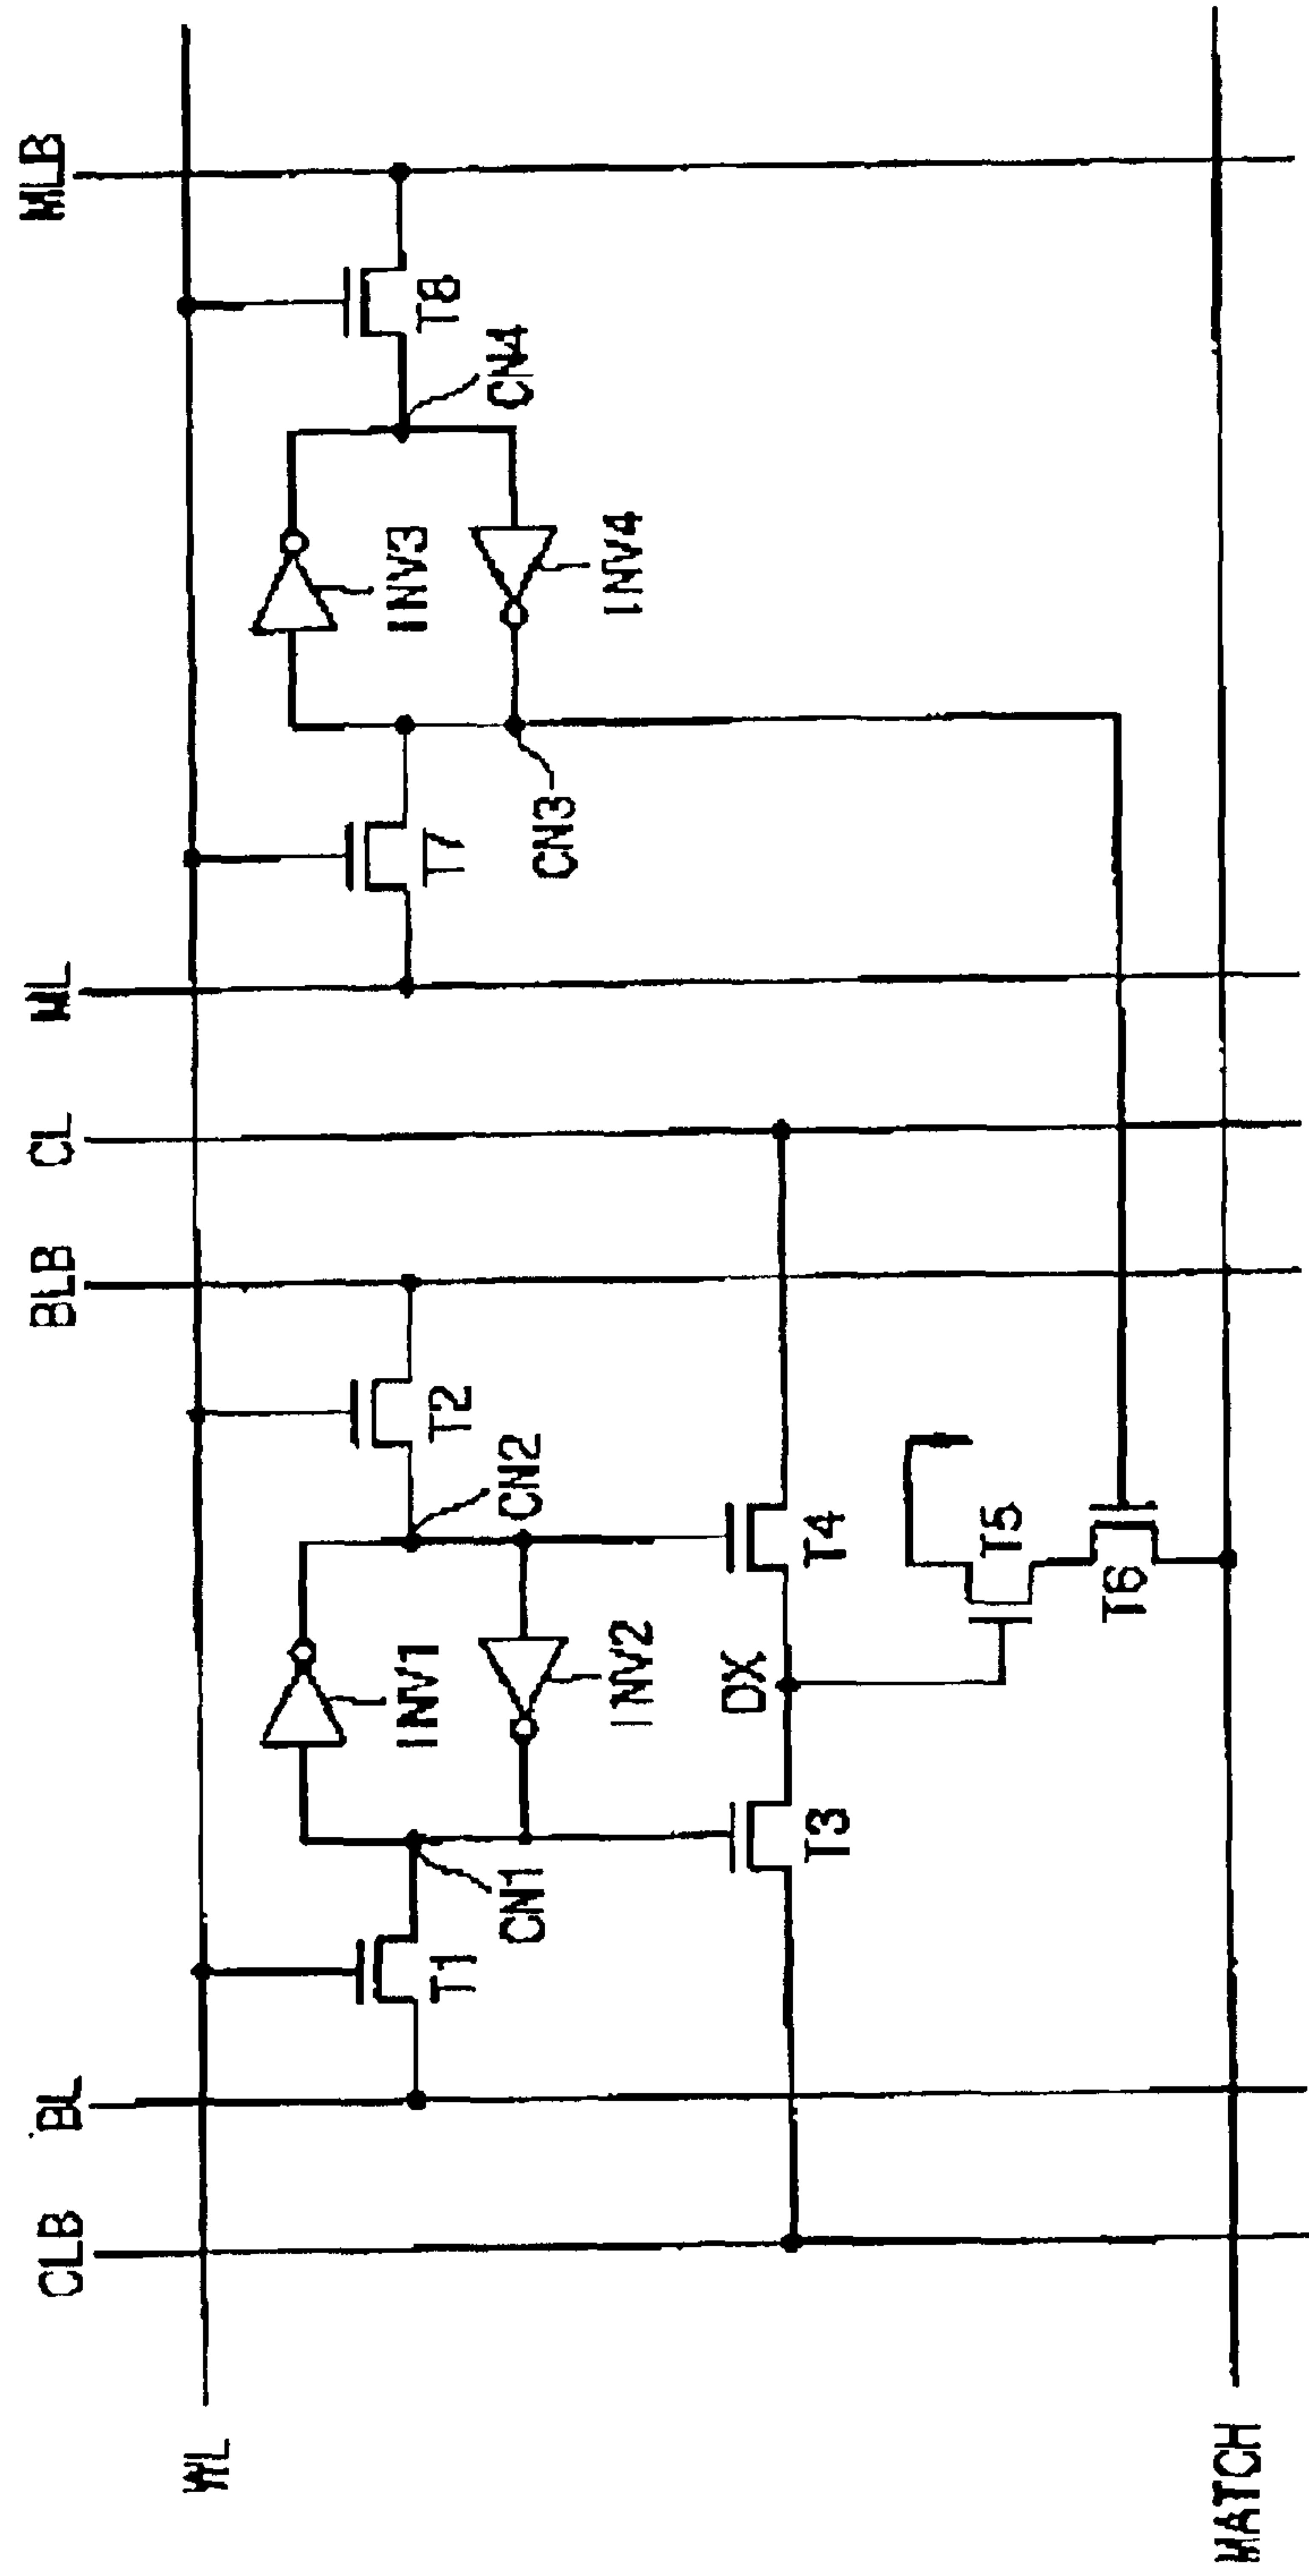 CLB
BL
BLB
CL
ML
MLB
WL
T1
CN1
INV1
INV2
CN2
T2
T7
CN3
INV3
INV4
CN4
T8
T3
DX
T4
T5
T6
MATCH